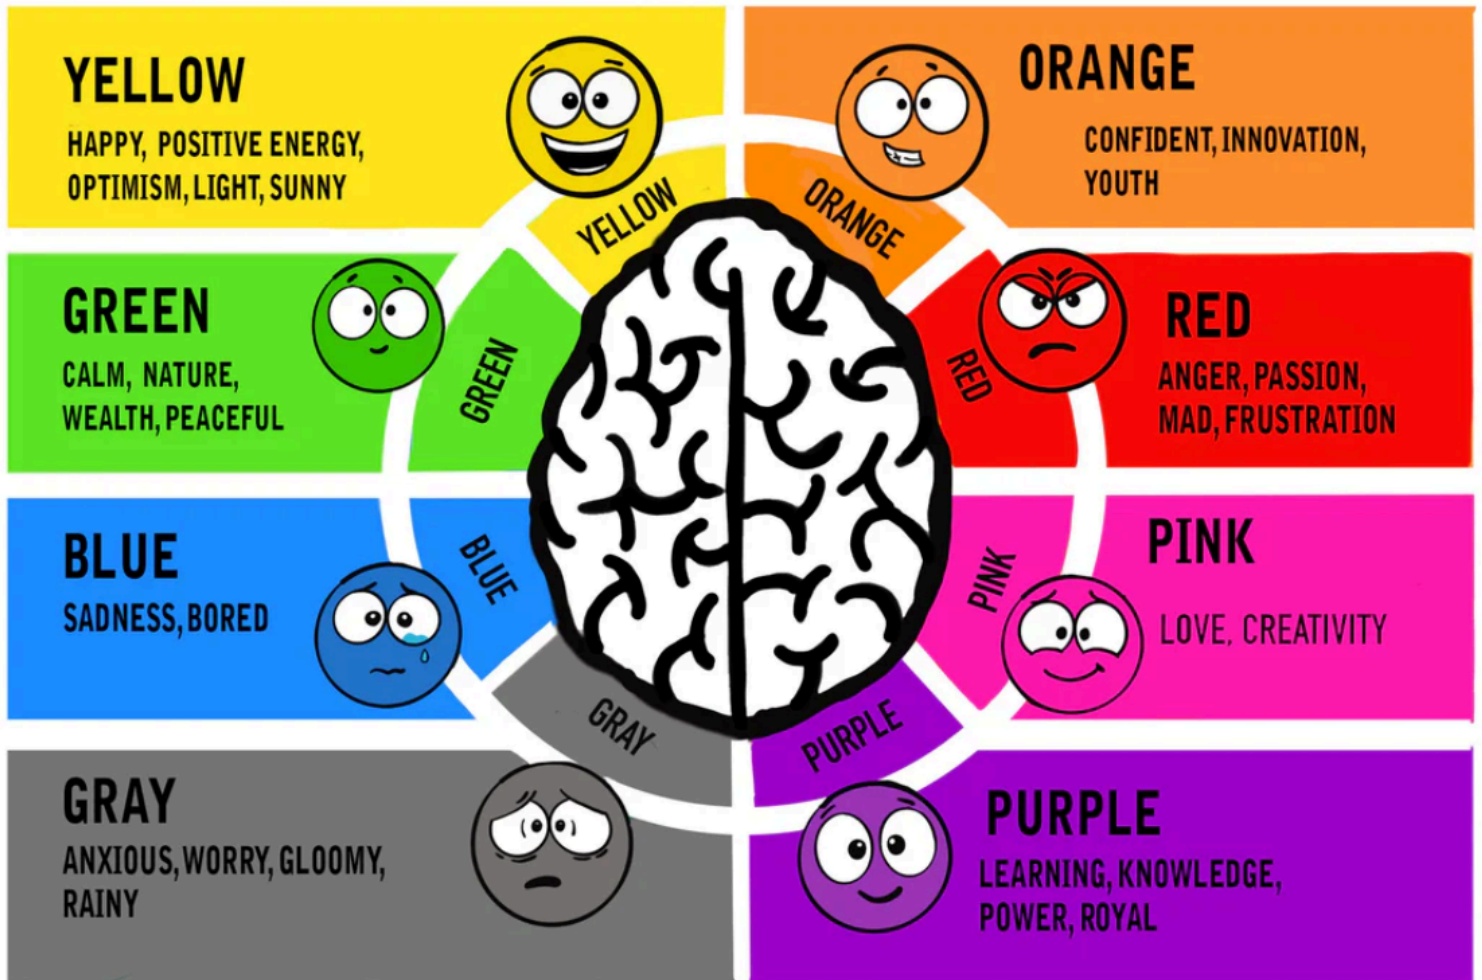 YELLOW
HAPPY, POSITIVE ENERGY,
OPTIMISM, LIGHT, SUNNY
ORANGE
CONFIDENT, INNOVATION,
YOUTH
YELLOW
ORANGE
GREEN
CALM, NATURE,
WEALTH, PEACEFUL
GREEN
RED
RED
ANGER, PASSION,
MAD, FRUSTRATION
BLUE
SADNESS, BORED
BLUE
PINK
PINK
LOVE, CREATIVITY
GRAY
PURPLE
GRAY
ANXIOUS, WORRY, GLOOMY,
RAINY
PURPLE
LEARNING, KNOWLEDGE,
POWER, ROYAL